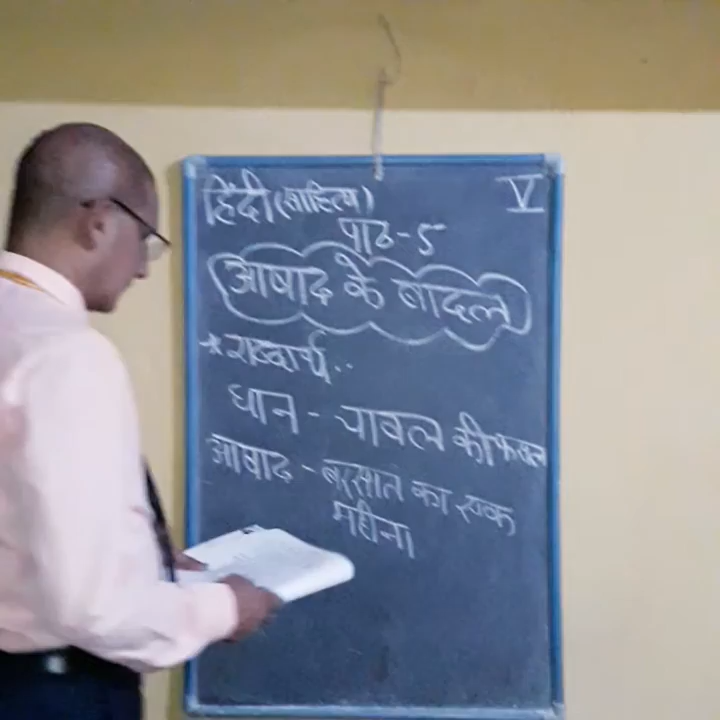 हिंदी (साहित्य)
V
पाठ-5
आषाढ के बादल
* शब्दार्थ..
धान - चावल की फसल
आषाढ - बरसात का एक
महीना